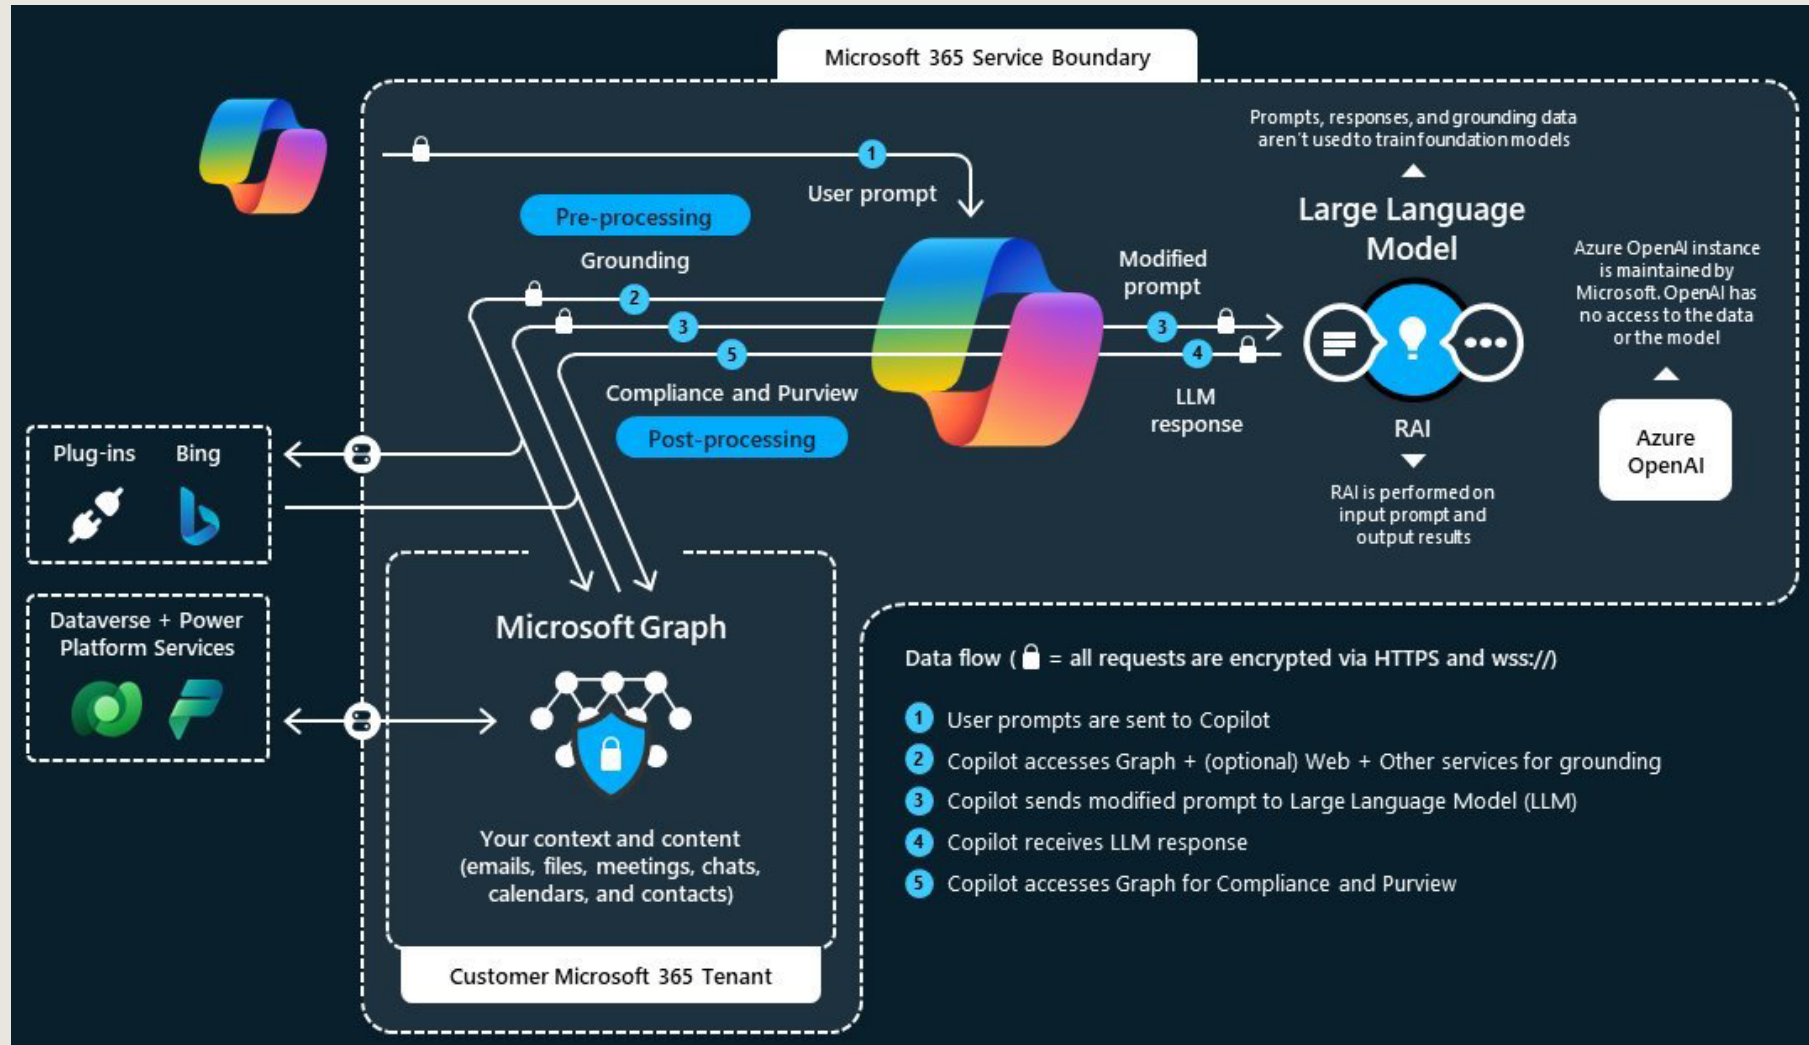 Microsoft 365 Service Boundary
1
User prompt
Pre-processing
Grounding
2
3
5
Compliance and Purview
Post-processing
Modified
prompt
3
4
LLM
response
Prompts, responses, and grounding data
aren't used to train foundation models
Large Language
Model
RAI
RAI is performed on
input prompt and
output results
Azure OpenAI instance
is maintained by
Microsoft. OpenAI has
no access to the data
or the model
Azure
OpenAI
Plug-ins
Bing
Dataverse + Power
Platform Services
Microsoft Graph
Your context and content
(emails, files, meetings, chats,
calendars, and contacts)
Customer Microsoft 365 Tenant
Data flow ( = all requests are encrypted via HTTPS and wss://)
1 User prompts are sent to Copilot
2 Copilot accesses Graph + (optional) Web + Other services for grounding
3 Copilot sends modified prompt to Large Language Model (LLM)
4 Copilot receives LLM response
5 Copilot accesses Graph for Compliance and Purview